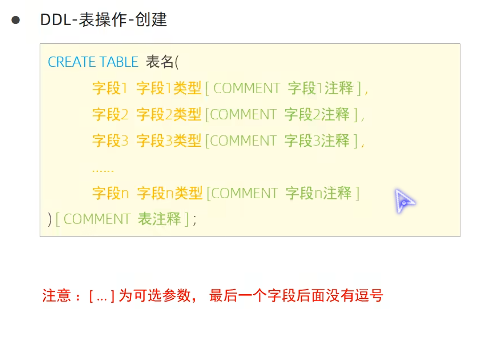 DDL-表操作-创建
CREATE TABLE 表名(
字段1 字段1类型[ COMMENT 字段1注释 ] ,
字段2 字段2类型[COMMENT 字段2注释 ] ,
字段3 字段3类型[COMMENT 字段3注释 ] ,
......
字段n 字段n类型 [COMMENT 字段n注释 ]
) [ COMMENT 表注释 ] ;
注意 : [ ... ] 为可选参数， 最后一个字段后面没有逗号